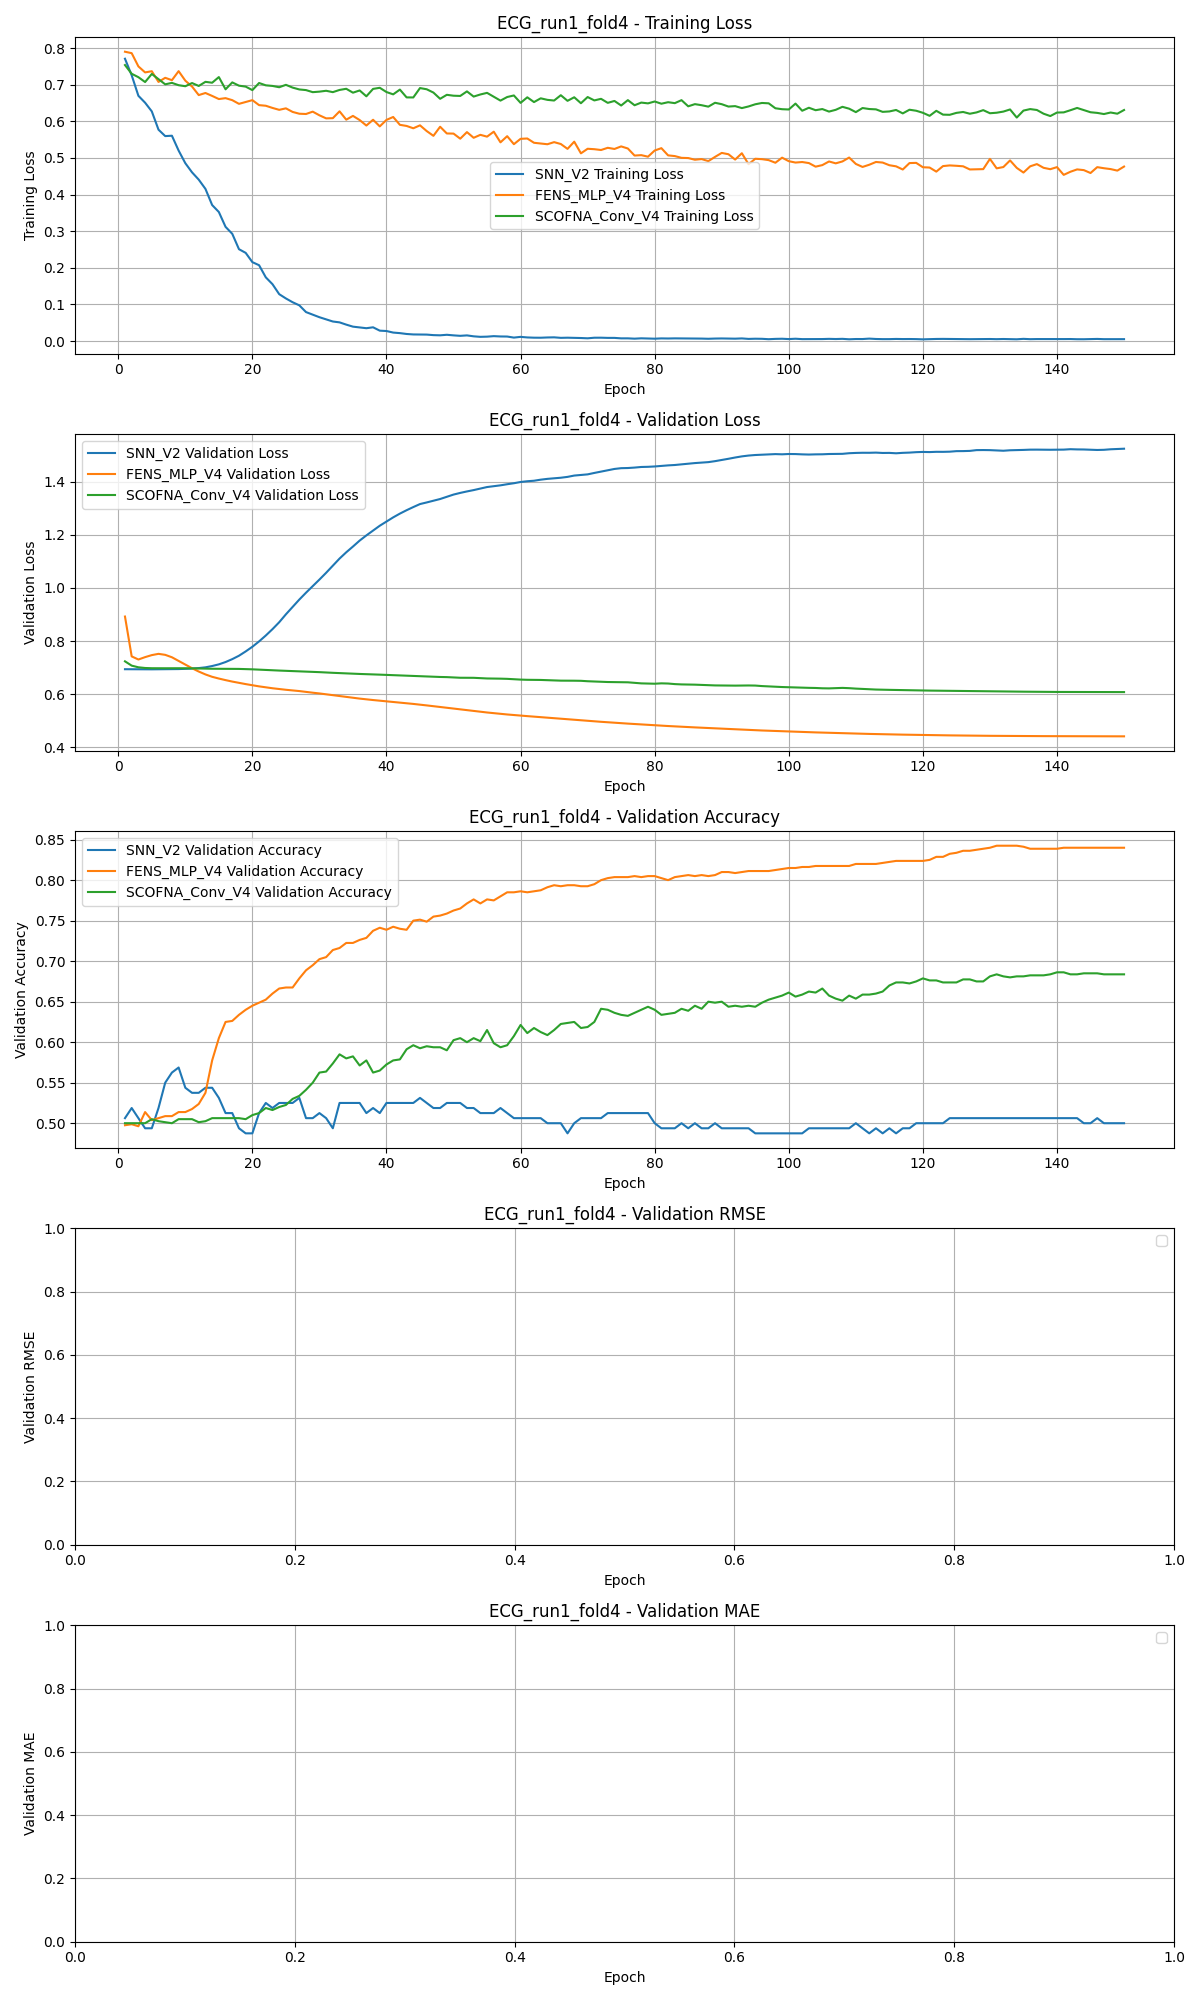 ECG_run1_fold4 - Training Loss
Training Loss
0.8
0.7
0.6
0.5
0.4
0.3
0.2
0.1
0.0
SNN_V2 Training Loss
FENS_MLP_V4 Training Loss
SCOFNA_Conv_V4 Training Loss
0 20 40 60 80 100 120 140
Epoch
ECG_run1_fold4 - Validation Loss
Validation Loss
1.4
1.2
1.0
0.8
0.6
0.4
SNN_V2 Validation Loss
FENS_MLP_V4 Validation Loss
SCOFNA_Conv_V4 Validation Loss
0 20 40 60 80 100 120 140
Epoch
ECG_run1_fold4 - Validation Accuracy
Validation Accuracy
0.85
0.80
0.75
0.70
0.65
0.60
0.55
0.50
SNN_V2 Validation Accuracy
FENS_MLP_V4 Validation Accuracy
SCOFNA_Conv_V4 Validation Accuracy
0 20 40 60 80 100 120 140
Epoch
ECG_run1_fold4 - Validation RMSE
Validation RMSE
1.0
0.8
0.6
0.4
0.2
0.0
0.0 0.2 0.4 0.6 0.8 1.0
Epoch
ECG_run1_fold4 - Validation MAE
Validation MAE
1.0
0.8
0.6
0.4
0.2
0.0
0.0 0.2 0.4 0.6 0.8 1.0
Epoch